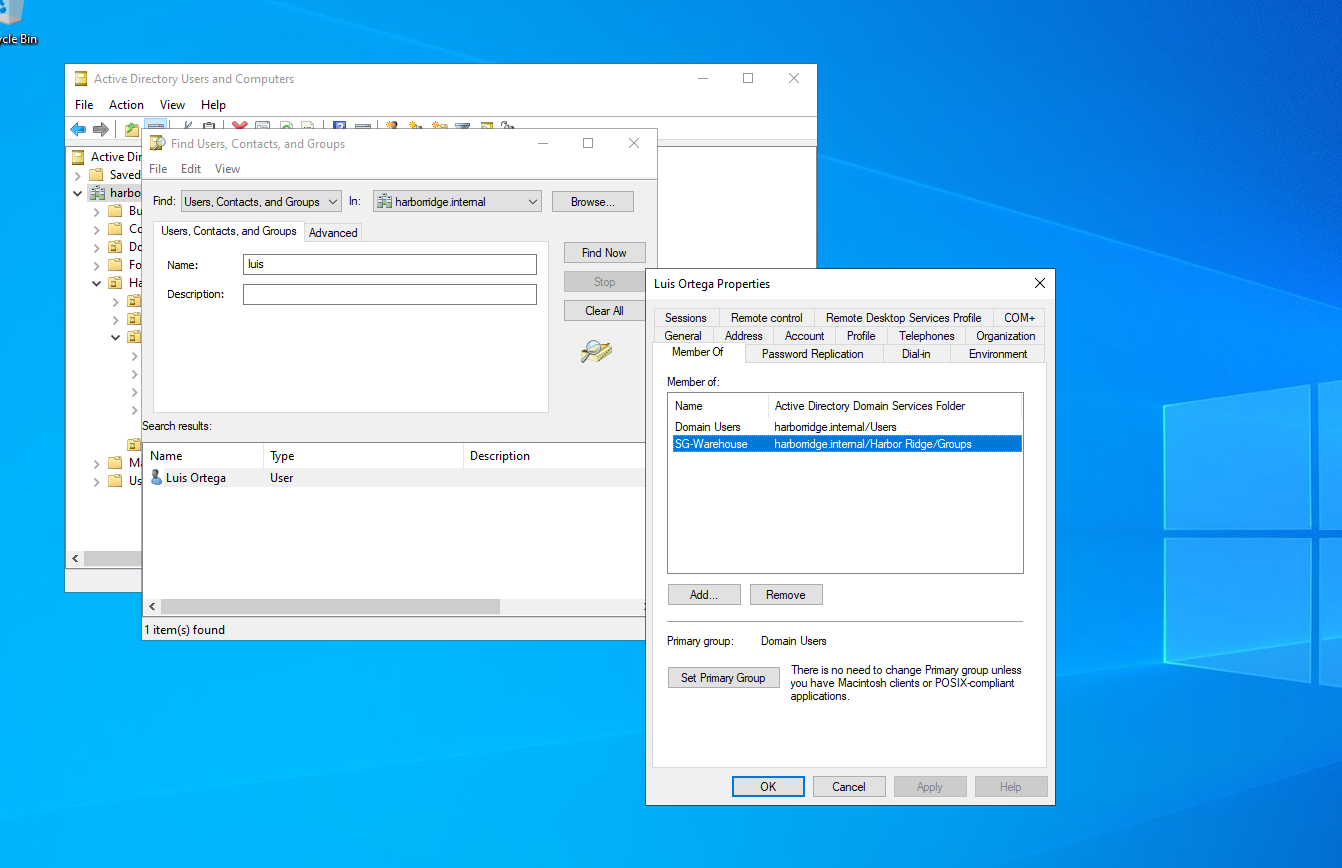 cle Bin
Active Directory Users and Computers
File Action View Help
Active Dir
Saved
harbo
Bu
Co
Do
Fo
Ha
Ma
Us
Find Users, Contacts, and Groups
File Edit View
Find: Users, Contacts, and Groups In: harborridge.internal Browse...
Users, Contacts, and Groups Advanced
Name: luis
Description:
Find Now
Stop
Clear All
Search results:
Name Type Description
Luis Ortega User
1 item(s) found
Luis Ortega Properties
Sessions Remote control Remote Desktop Services Profile COM+
General Address Account Profile Telephones Organization
Member Of Password Replication Dial-in Environment
Member of:
Name Active Directory Domain Services Folder
Domain Users harborridge.internal/Users
SG-Warehouse harborridge.internal/Harbor Ridge/Groups
Add... Remove
Primary group: Domain Users
Set Primary Group
There is no need to change Primary group unless
you have Macintosh clients or POSIX-compliant
applications.
OK Cancel Apply Help